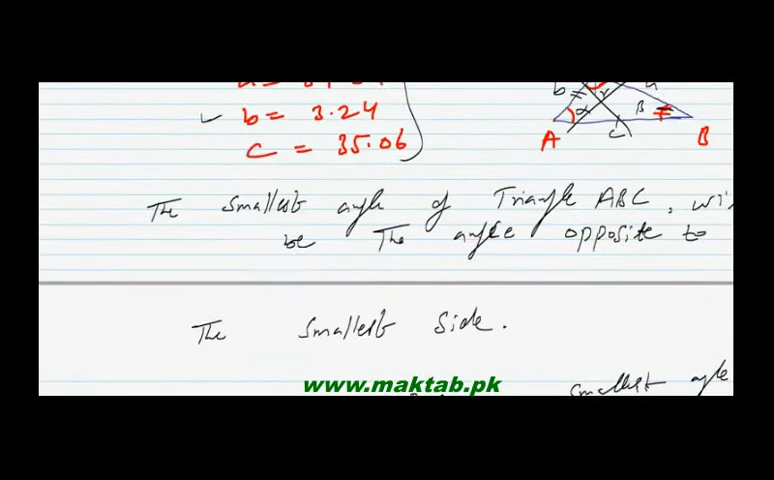 b = 3.24
c = 35.06
b
a
α
r
β
A
c
B
The smallest angle of Triangle ABC, wi
be The angle opposite to
The smallest side.
www.maktab.pk
smallest angle